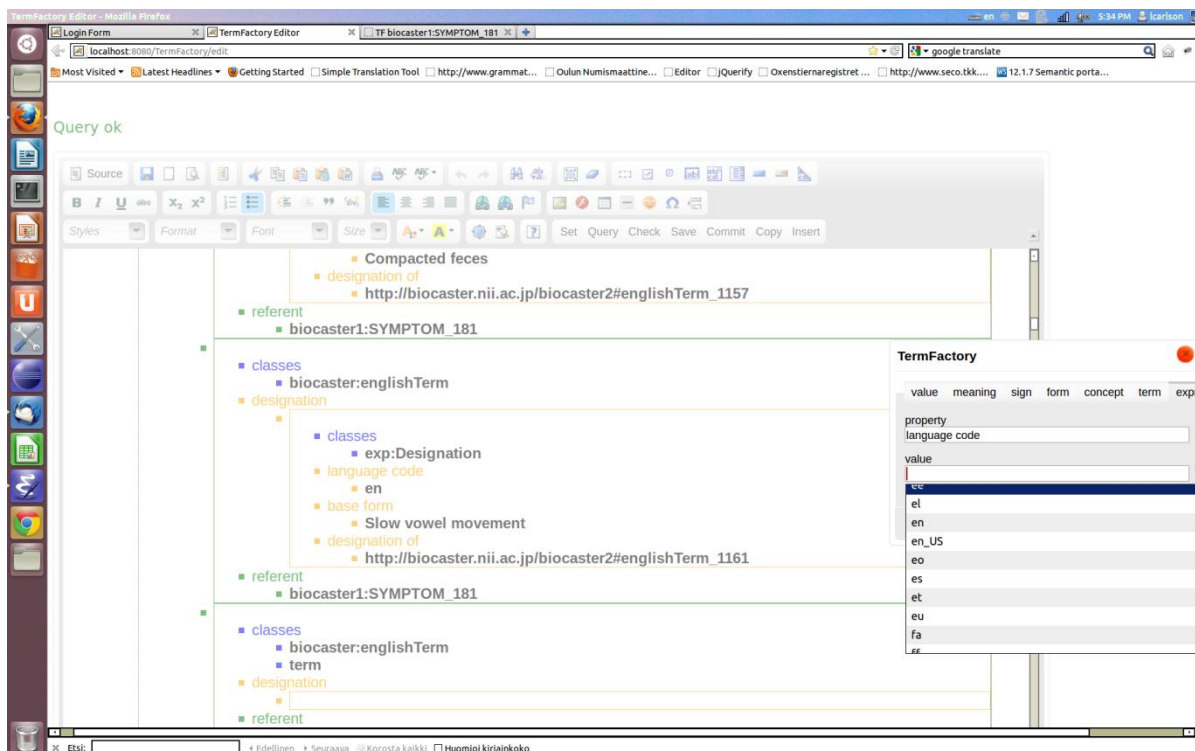 TermFactory Editor - Mozilla Firefox
en 5:34 PM lcarlson
Login Form TermFactory Editor TF biocaster1:SYMPTOM_181
localhost:8080/TermFactory/edit google translate
Most Visited Latest Headlines Getting Started Simple Translation Tool http://www.grammat... Oulun Numismaattine... Editor jQuerify Oxenstiernaregistret ... http://www.seco.tkk.... 12.1.7 Semantic porta...
Query ok
Source
B I U abc X₂ X²
Styles Format Font Size Set Query Check Save Commit Copy Insert
Compacted feces
designation of
http://biocaster.nii.ac.jp/biocaster2#englishTerm_1157
referent
biocaster1:SYMPTOM_181
classes
biocaster:englishTerm
designation
classes
exp:Designation
language code
en
base form
Slow vowel movement
designation of
http://biocaster.nii.ac.jp/biocaster2#englishTerm_1161
referent
biocaster1:SYMPTOM_181
classes
biocaster:englishTerm
term
designation
referent
TermFactory
value meaning sign form concept term exp
property
language code
value
ee
el
en
en_US
eo
es
et
eu
fa
ff
Etsi: Edellinen Seuraava Korosta kaikki Huomioi kirjainkoko